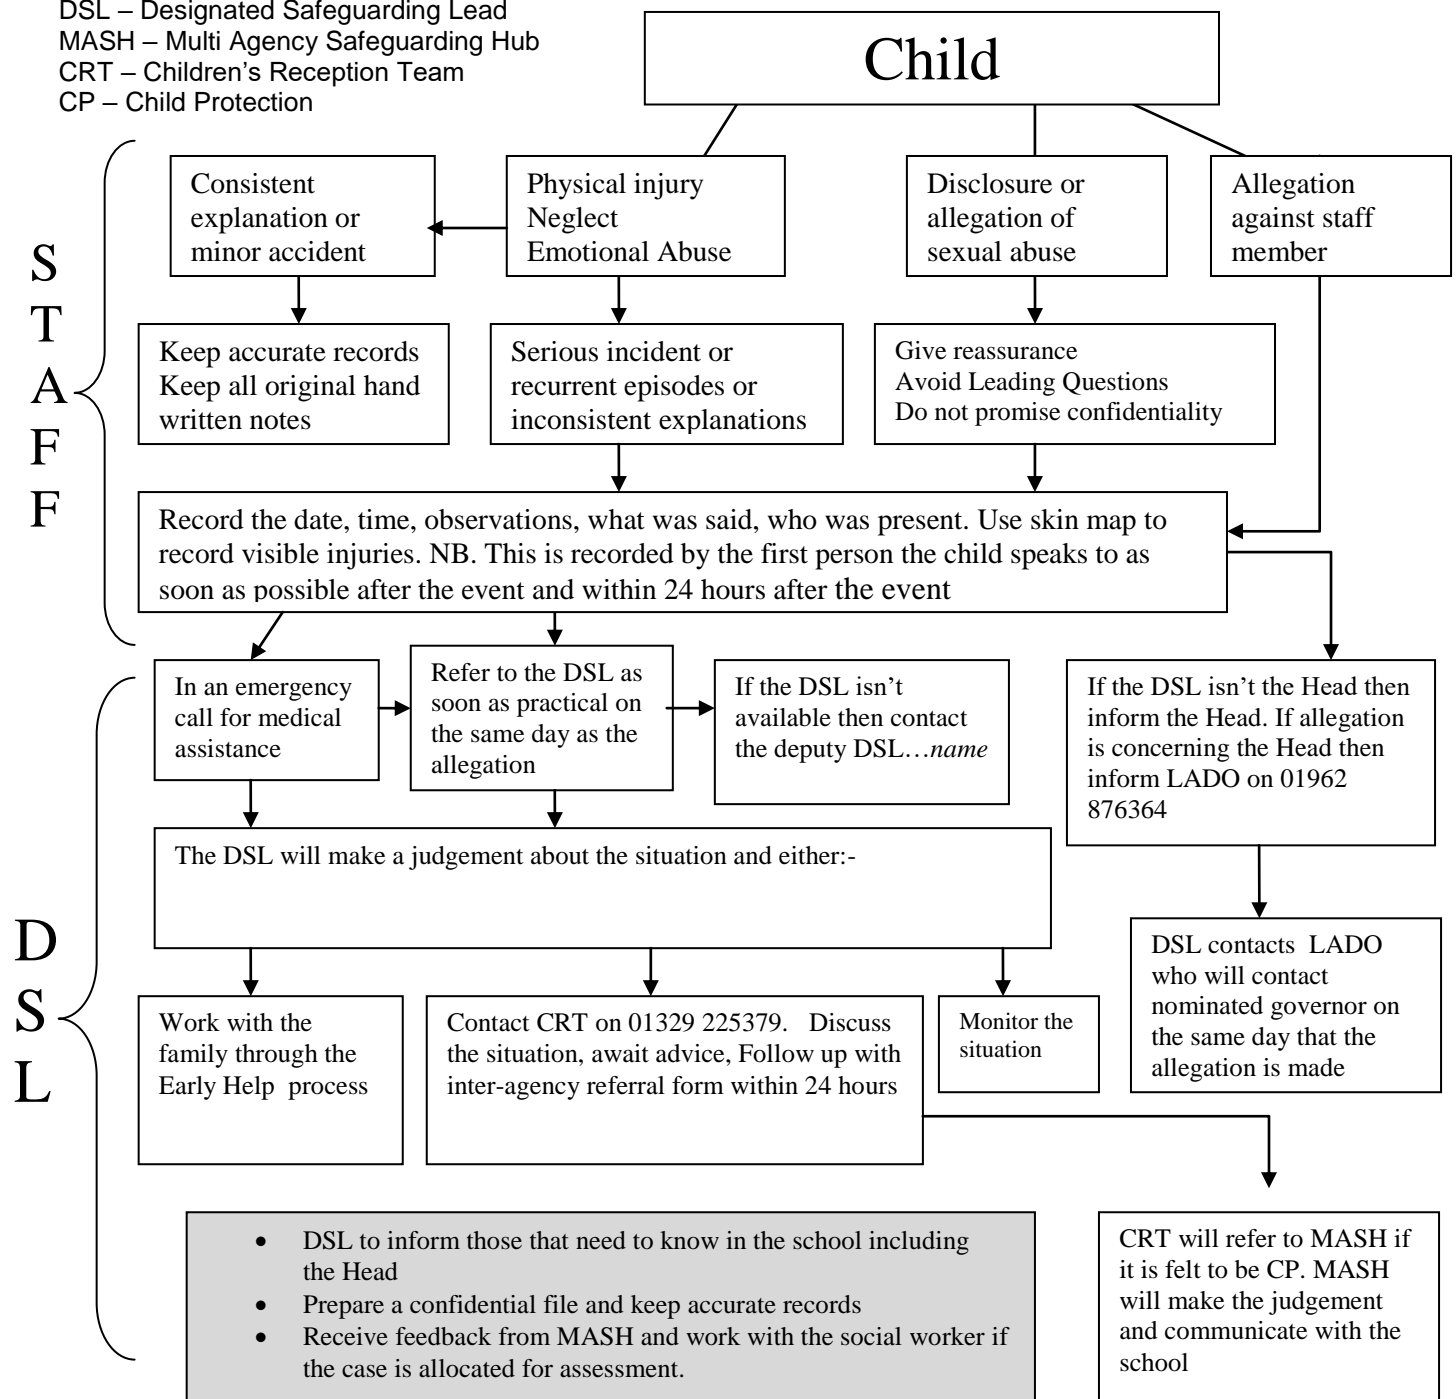 DSL – Designated Safeguarding Lead
MASH – Multi Agency Safeguarding Hub
CRT – Children's Reception Team
CP – Child Protection
Child
S
T
A
F
F
Consistent
explanation or
minor accident
Physical injury
Neglect
Emotional Abuse
Disclosure or
allegation of
sexual abuse
Allegation
against staff
member
Keep accurate records
Keep all original hand
written notes
Serious incident or
recurrent episodes or
inconsistent explanations
Give reassurance
Avoid Leading Questions
Do not promise confidentiality
Record the date, time, observations, what was said, who was present. Use skin map to
record visible injuries. NB. This is recorded by the first person the child speaks to as
soon as possible after the event and within 24 hours after the event
D
S
L
In an emergency
call for medical
assistance
Refer to the DSL as
soon as practical on
the same day as the
allegation
If the DSL isn't
available then contact
the deputy DSL…name
If the DSL isn't the Head then
inform the Head. If allegation
is concerning the Head then
inform LADO on 01962
876364
The DSL will make a judgement about the situation and either:-
DSL contacts LADO
who will contact
nominated governor on
the same day that the
allegation is made
Work with the
family through the
Early Help process
Contact CRT on 01329 225379. Discuss
the situation, await advice, Follow up with
inter-agency referral form within 24 hours
Monitor the
situation
• DSL to inform those that need to know in the school including
the Head
• Prepare a confidential file and keep accurate records
• Receive feedback from MASH and work with the social worker if
the case is allocated for assessment.
CRT will refer to MASH if
it is felt to be CP. MASH
will make the judgement
and communicate with the
school